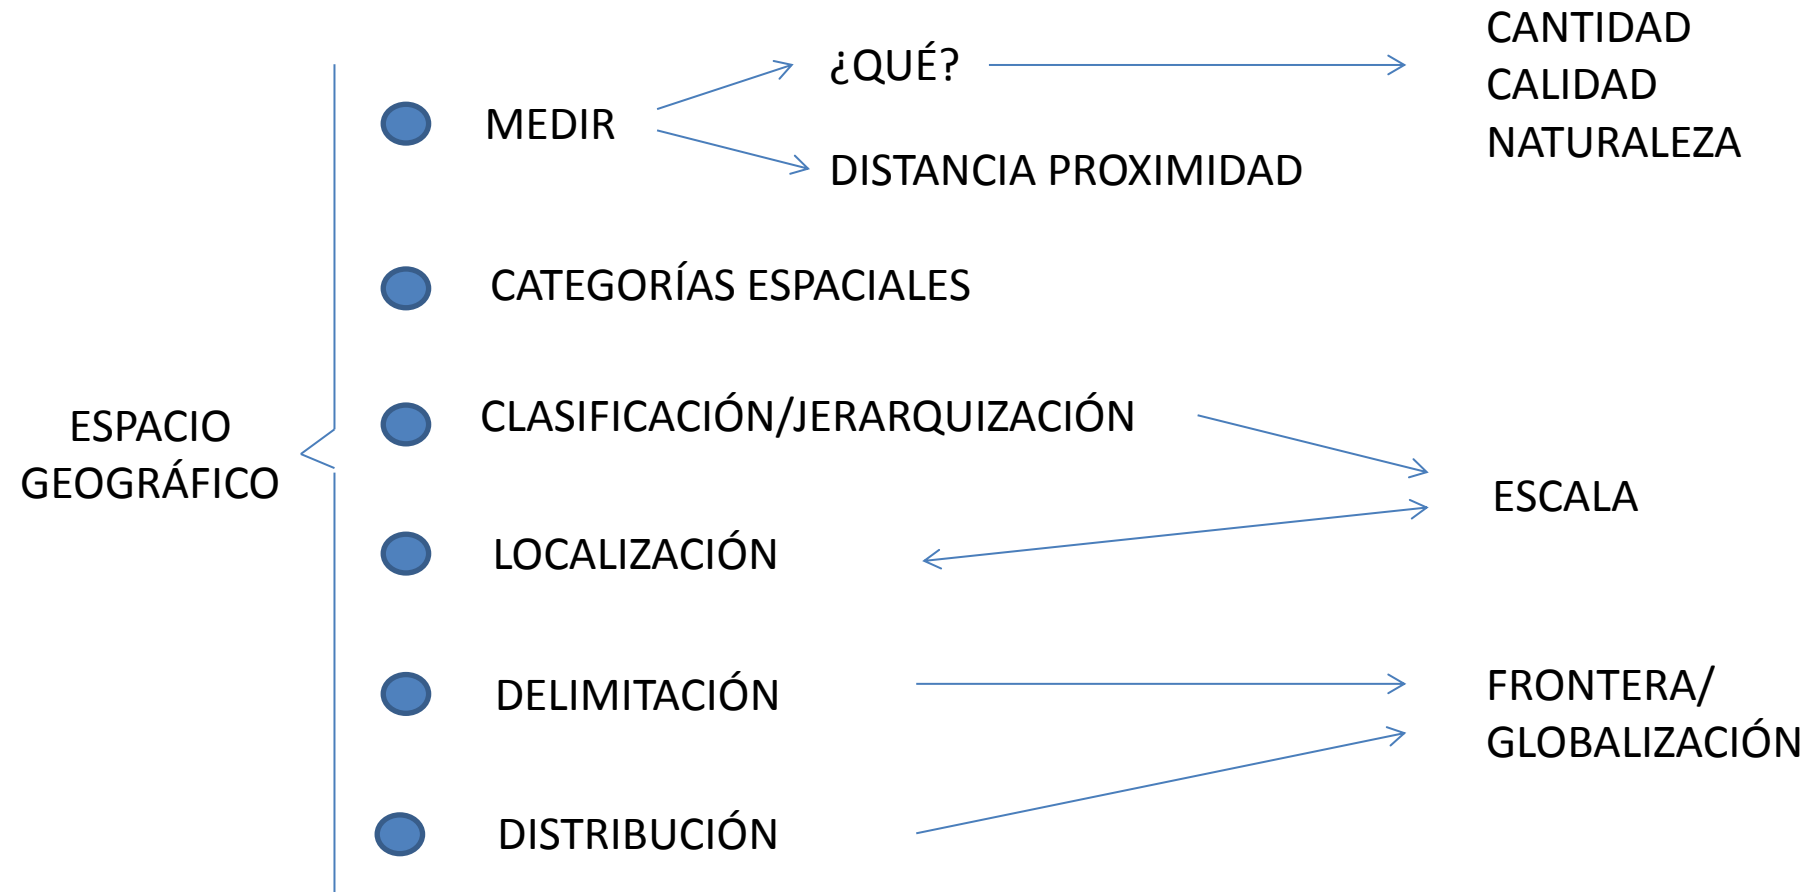 ESPACIO
GEOGRÁFICO
MEDIR
¿QUÉ?
DISTANCIA PROXIMIDAD
CANTIDAD
CALIDAD
NATURALEZA
CATEGORÍAS ESPACIALES
CLASIFICACIÓN/JERARQUIZACIÓN
ESCALA
LOCALIZACIÓN
DELIMITACIÓN
FRONTERA/
GLOBALIZACIÓN
DISTRIBUCIÓN